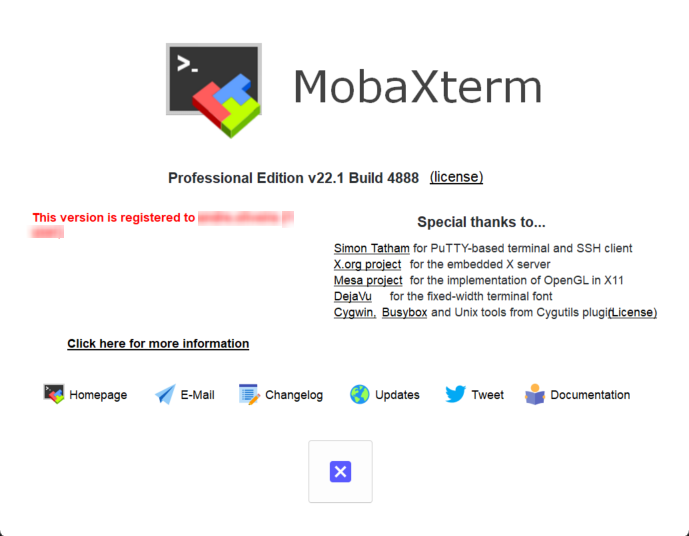 >_
MobaXterm
Professional Edition v22.1 Build 4888 (license)
This version is registered to
Special thanks to...
Simon Tatham for PuTTY-based terminal and SSH client
X.org project for the embedded X server
Mesa project for the implementation of OpenGL in X11
DejaVu for the fixed-width terminal font
Cygwin, Busybox and Unix tools from Cygutils plugi(License)
Click here for more information
Homepage E-Mail Changelog Updates Tweet Documentation